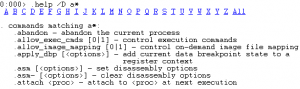 0:000> .help /D a*
A B C D E F G H I J K L M N O P Q R S T U V W X Y Z All
. commands matching a*:
.abandon - abandon the current process
.allow_exec_cmds [0|1] - control execution commands
.allow_image_mapping [0|1] - control on-demand image file mapping
.apply_dbp [<options>] - add current data breakpoint state to a
register context
.asm [<options>] - set disassembly options
.asm- [<options>] - clear disassembly options
.attach <proc> - attach to <proc> at next execution